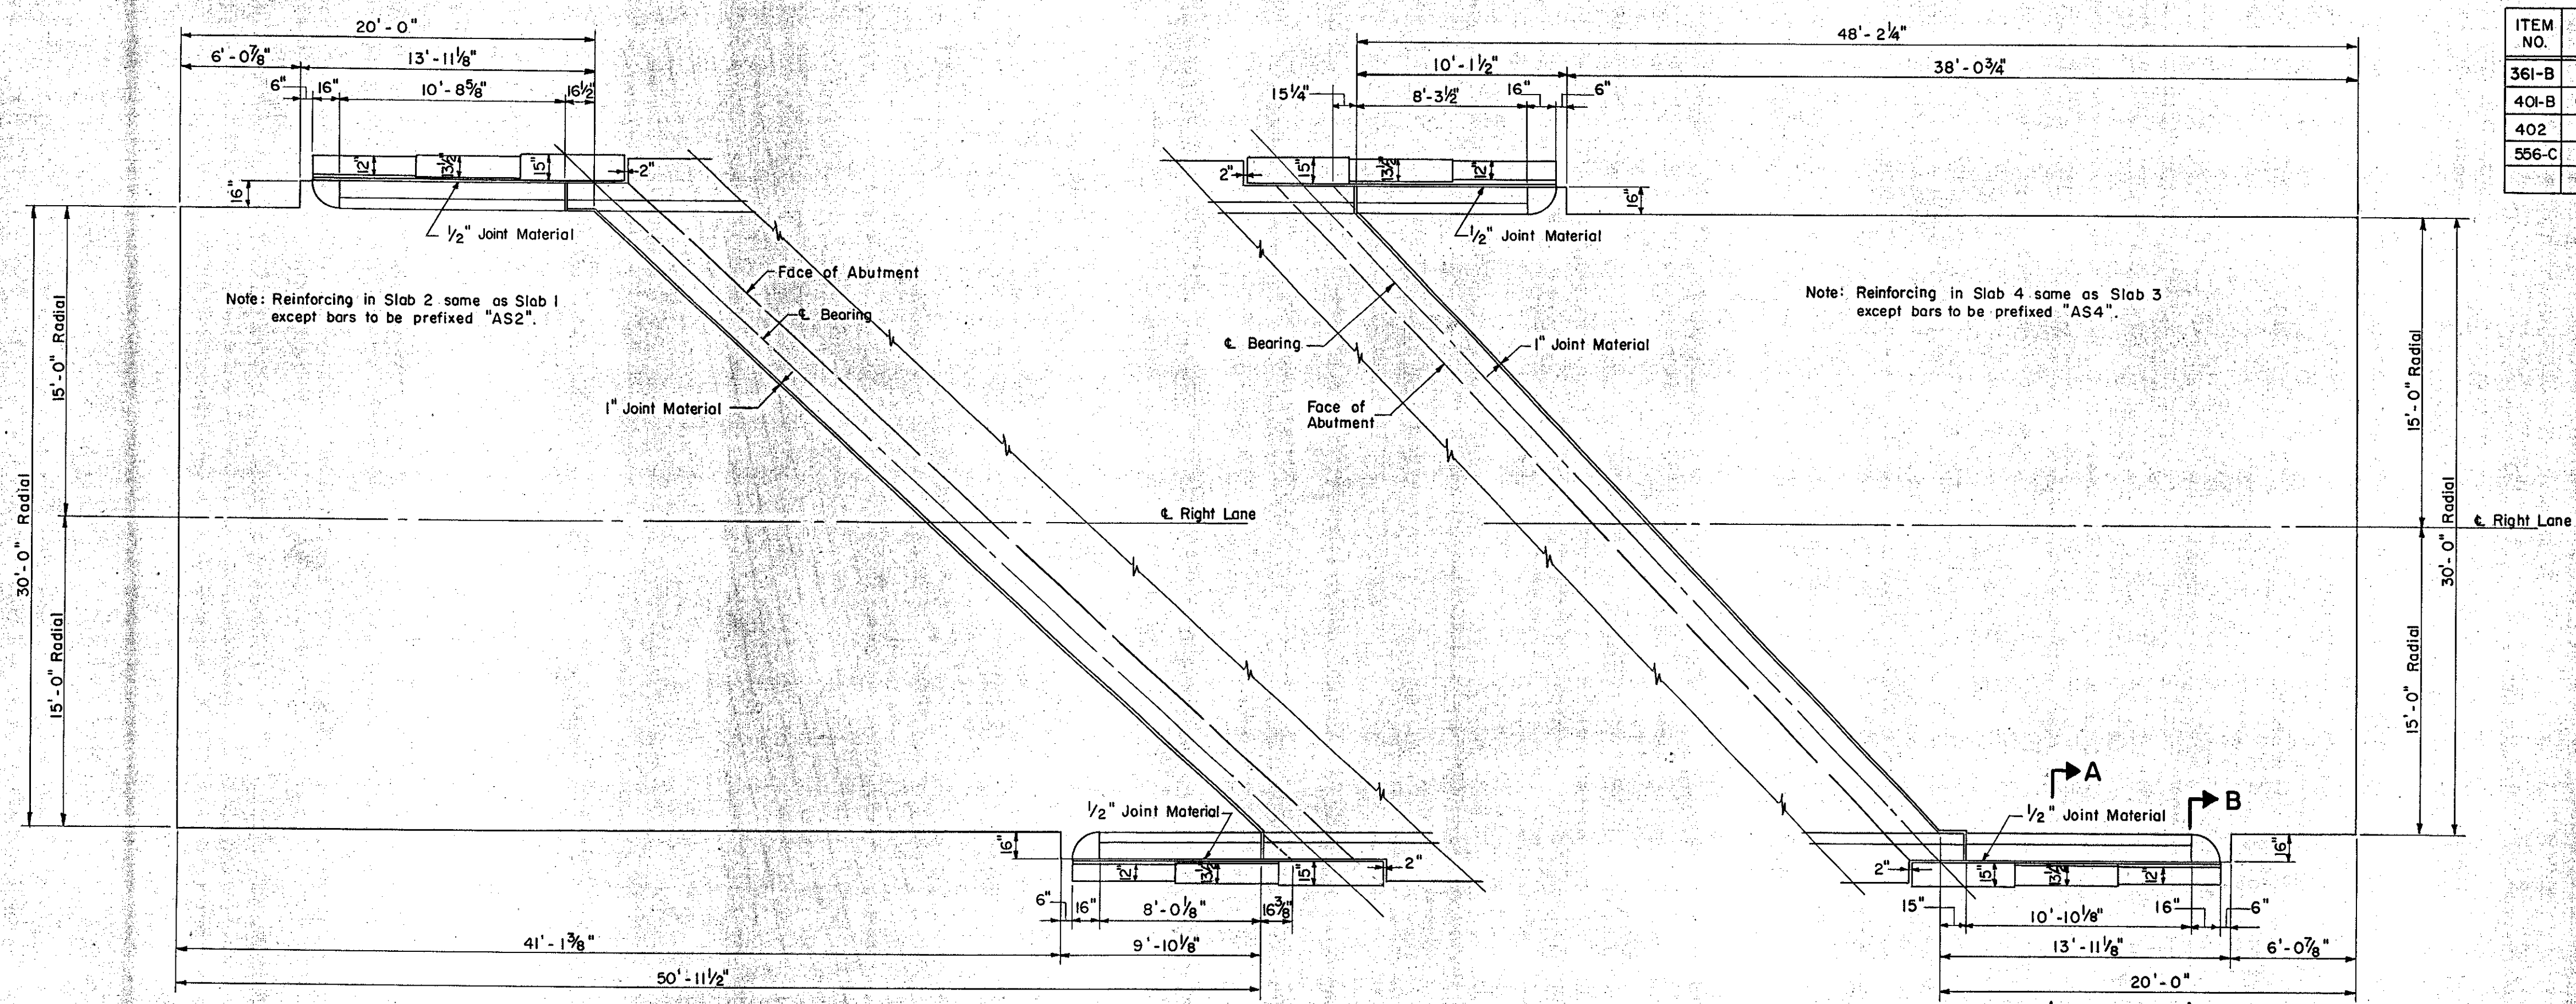 20'-0"
6'-0⅞"
13'-11⅛"
6"
16"
10'-8⅝"
16½"
12"
13½"
15"
2"
16"
½" Joint Material
Face of Abutment
Note: Reinforcing in Slab 2 same as Slab 1
except bars to be prefixed "AS2".
℄ Bearing
1" Joint Material
15'-0" Radial
30'-0" Radial
15'-0" Radial
℄ Right Lane
½" Joint Material
16"
12"
13½"
15"
2"
6"
16"
8'-0⅛"
16⅜"
41'-1⅜"
9'-10⅛"
50'-11½"
48'-2¼"
10'-1½"
38'-0¾"
15¼"
8'-3½"
16"
6"
2"
15"
13½"
12"
16"
½" Joint Material
Note: Reinforcing in Slab 4 same as Slab 3
except bars to be prefixed "AS4".
℄ Bearing
1" Joint Material
Face of
Abutment
15'-0" Radial
30'-0" Radial
℄ Right Lane
15'-0" Radial
A
B
½" Joint Material
16"
2"
15"
13½"
12"
15"
10'-10⅛"
16"
6"
13'-11⅛"
6'-0⅞"
20'-0"
ITEM
NO.
361-B
401-B
402
556-C